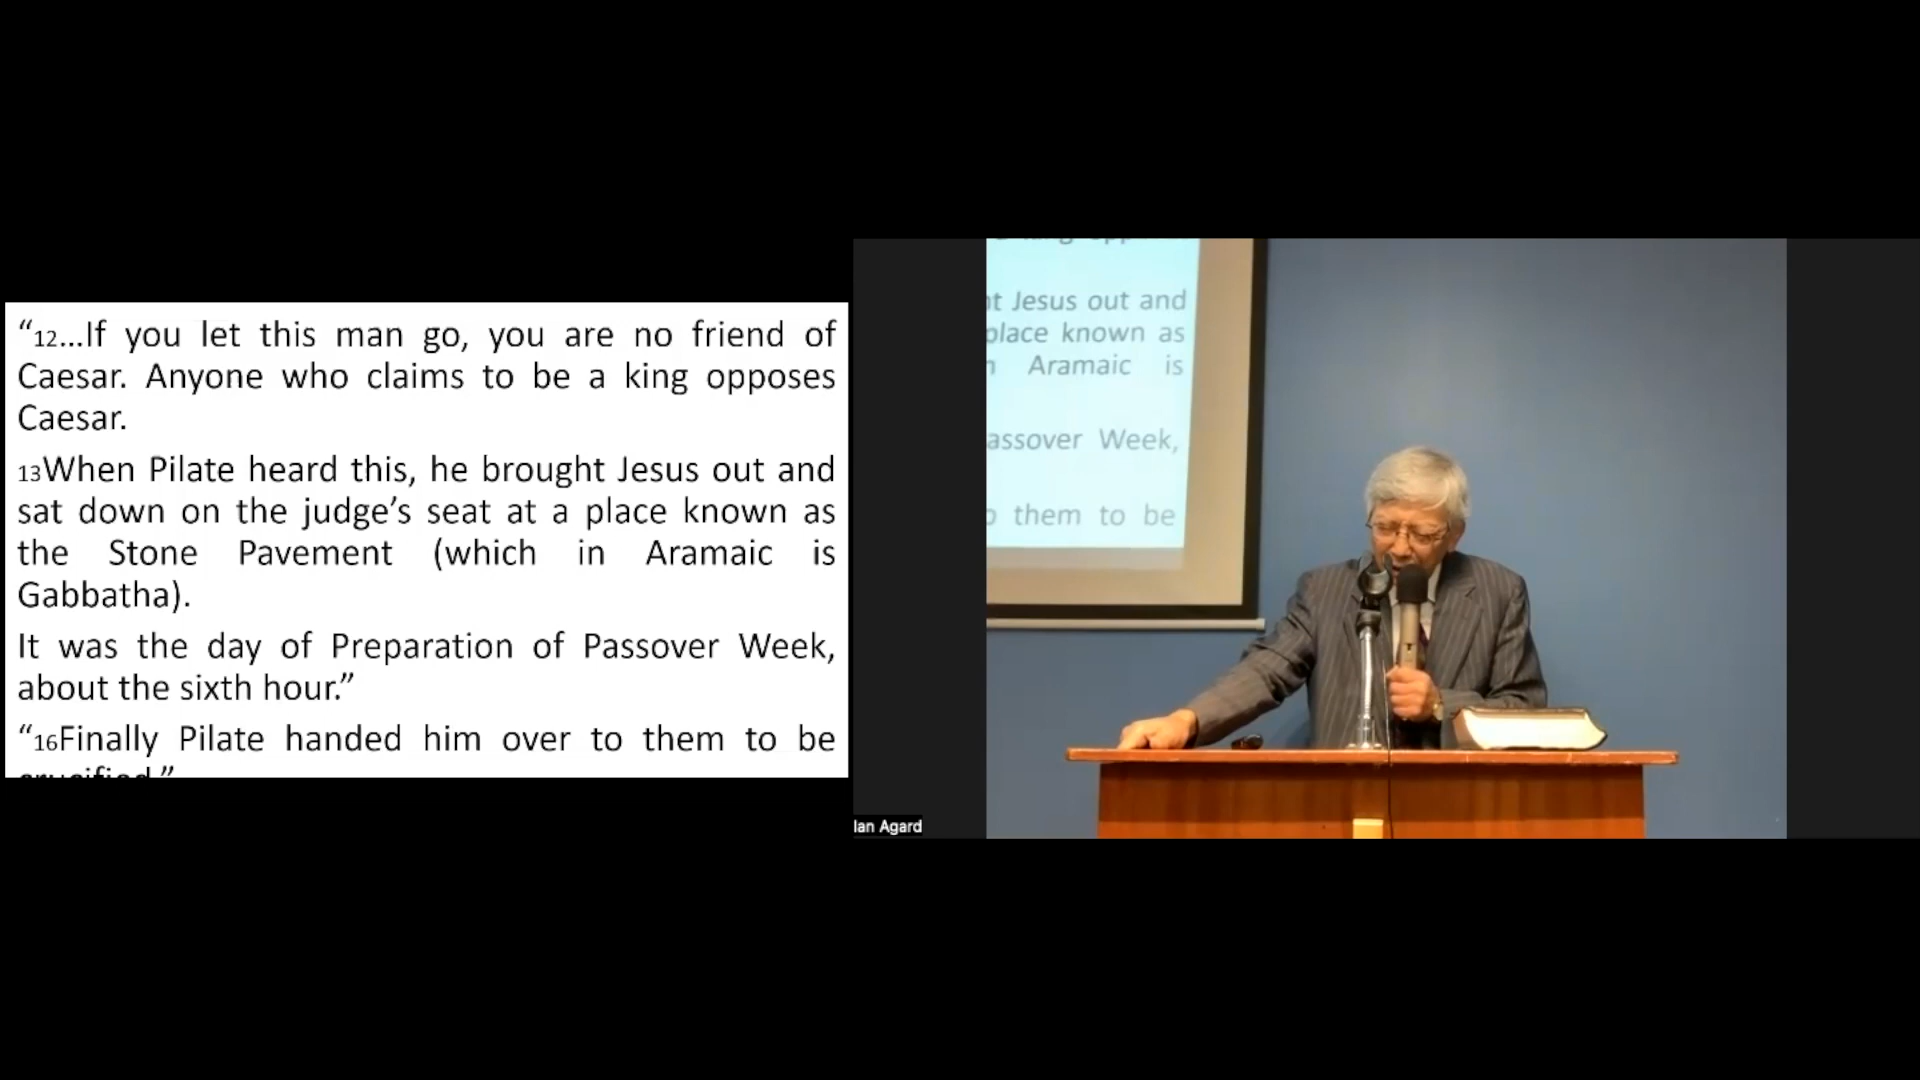 “12...If you let this man go, you are no friend of
Caesar. Anyone who claims to be a king opposes
Caesar.
13When Pilate heard this, he brought Jesus out and
sat down on the judge’s seat at a place known as
the Stone Pavement (which in Aramaic is
Gabbatha).
It was the day of Preparation of Passover Week,
about the sixth hour.”
“16Finally Pilate handed him over to them to be
crucified.”
Jesus out and
place known as
Aramaic is
Passover Week,
them to be
Ian Agard